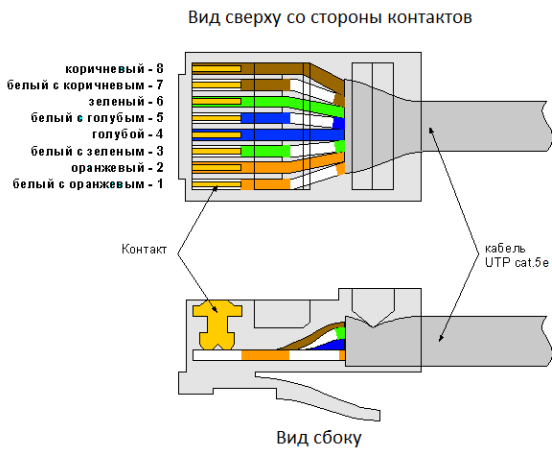 Вид сверху со стороны контактов
коричневый - 8
белый с коричневым - 7
зеленый - 6
белый с голубым - 5
голубой - 4
белый с зеленым - 3
оранжевый - 2
белый с оранжевым - 1
Контакт
кабель
UTP cat.5e
Вид сбоку